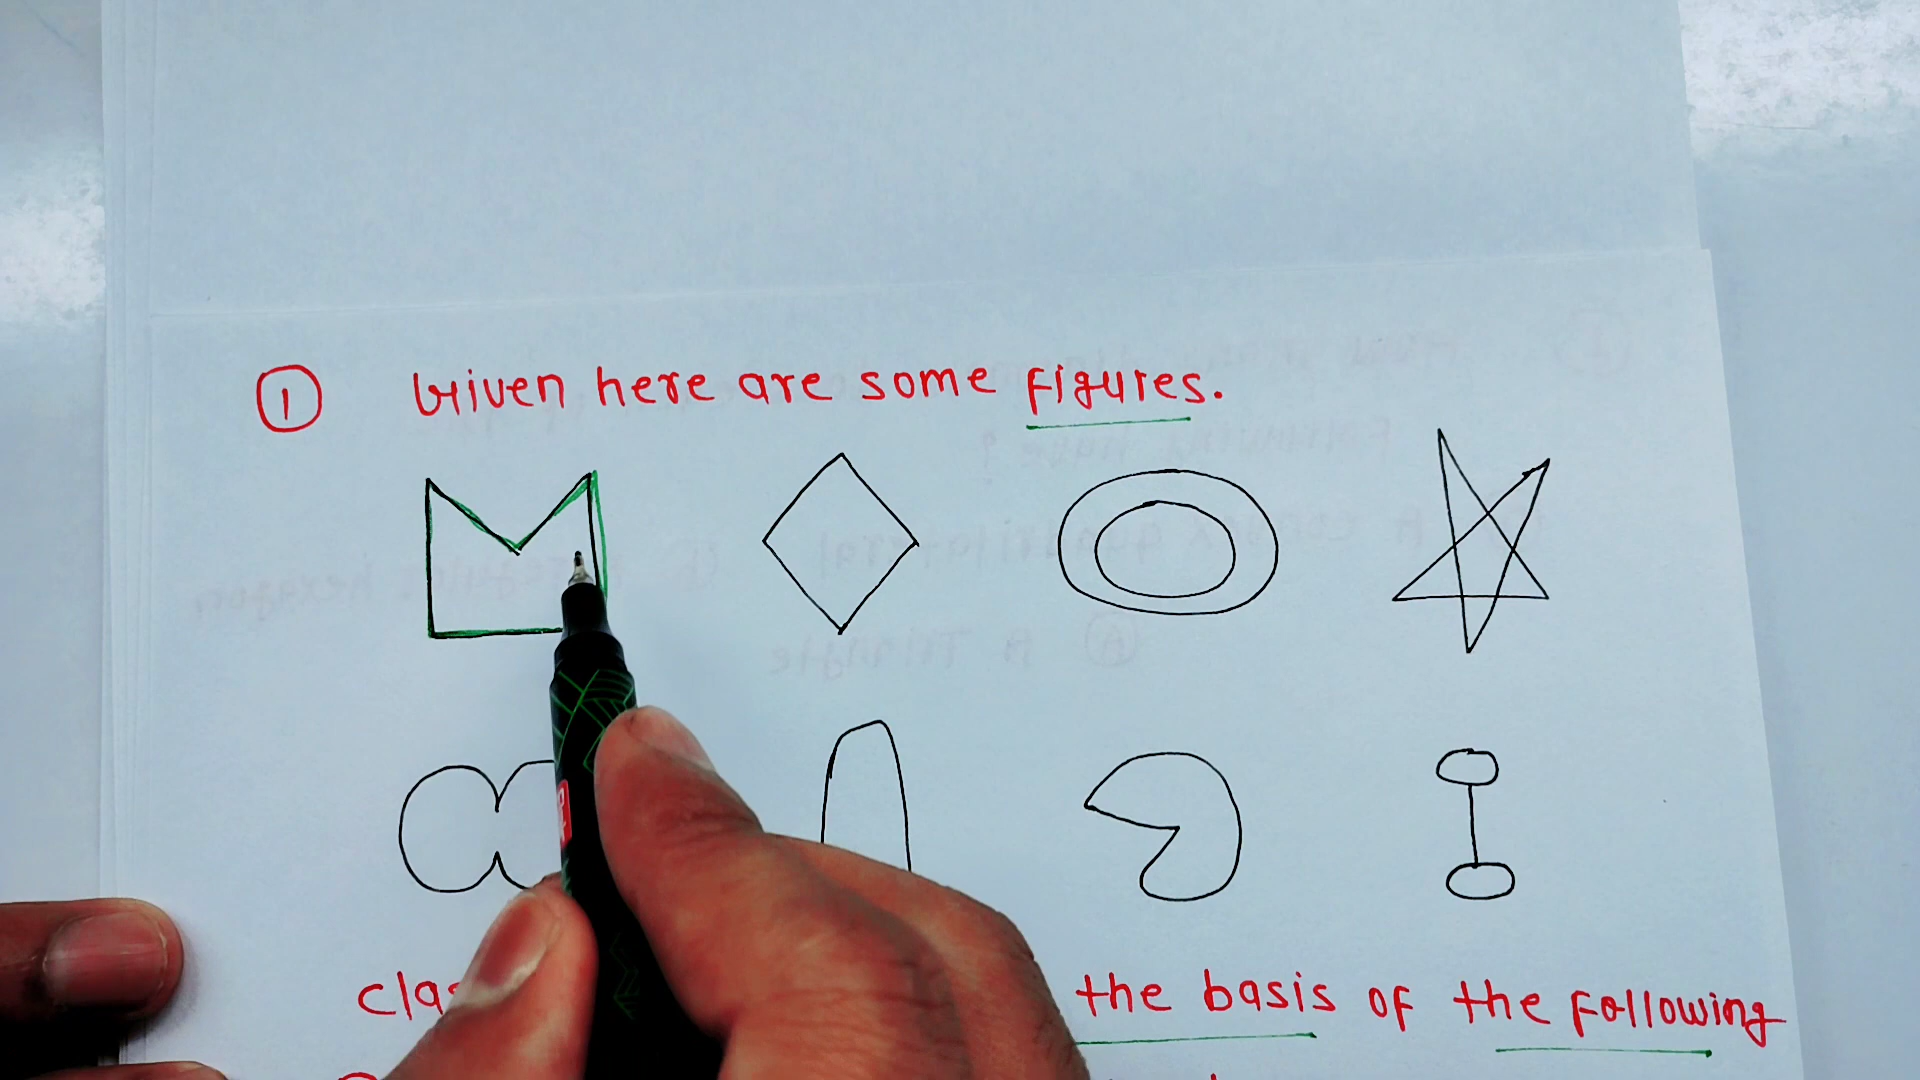 ① Given here are some figures.
the basis of the following